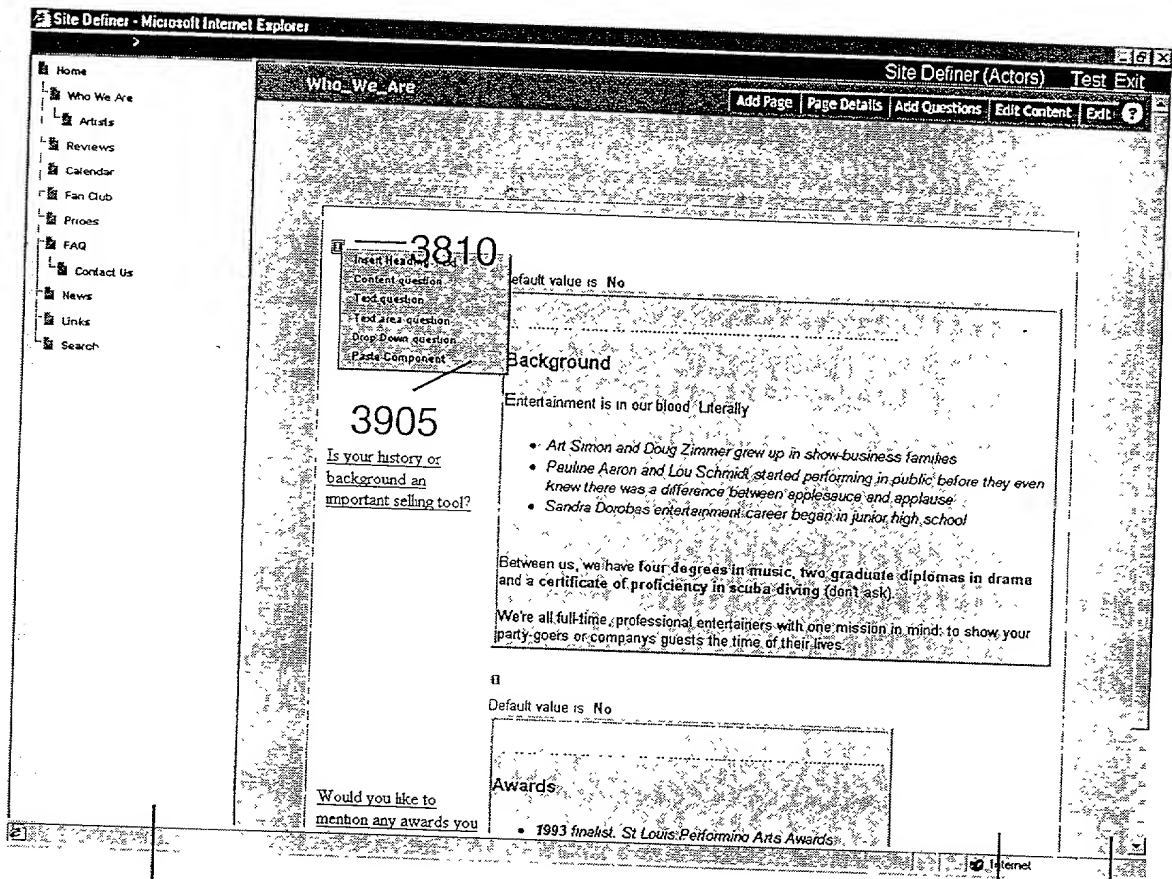 Site Definer - Microsoft Internet Explorer
>
Site Definer (Actors) Test Exit
Who_We_Are
Add Page Page Details Add Questions Edit Content Exit ?
Home
Who We Are
Artists
Reviews
Calendar
Fan Club
Prices
FAQ
Contact Us
News
Links
Search
3810
Insert Heading
Content question
Text question
Text area question
Drop Down question
Paste Component
3905
efault value is No
Background
Entertainment is in our blood Literally
• Art Simon and Doug Zimmer grew up in show-business families
• Pauline Aaron and Lou Schmidt started performing in public before they even
knew there was a difference between applesauce and applause
• Sandra Dorobas entertainment career began in junior high school
Is your history or
background an
important selling tool?
Between us, we have four degrees in music, two graduate diplomas in drama
and a certificate of proficiency in scuba diving (don't ask).
We're all full-time, professional entertainers with one mission in mind: to show your
party-goers or companys guests the time of their lives.
Default value is No
Awards
• 1993 finalist. St Louis Performing Arts Awards
Would you like to
mention any awards you
Internet